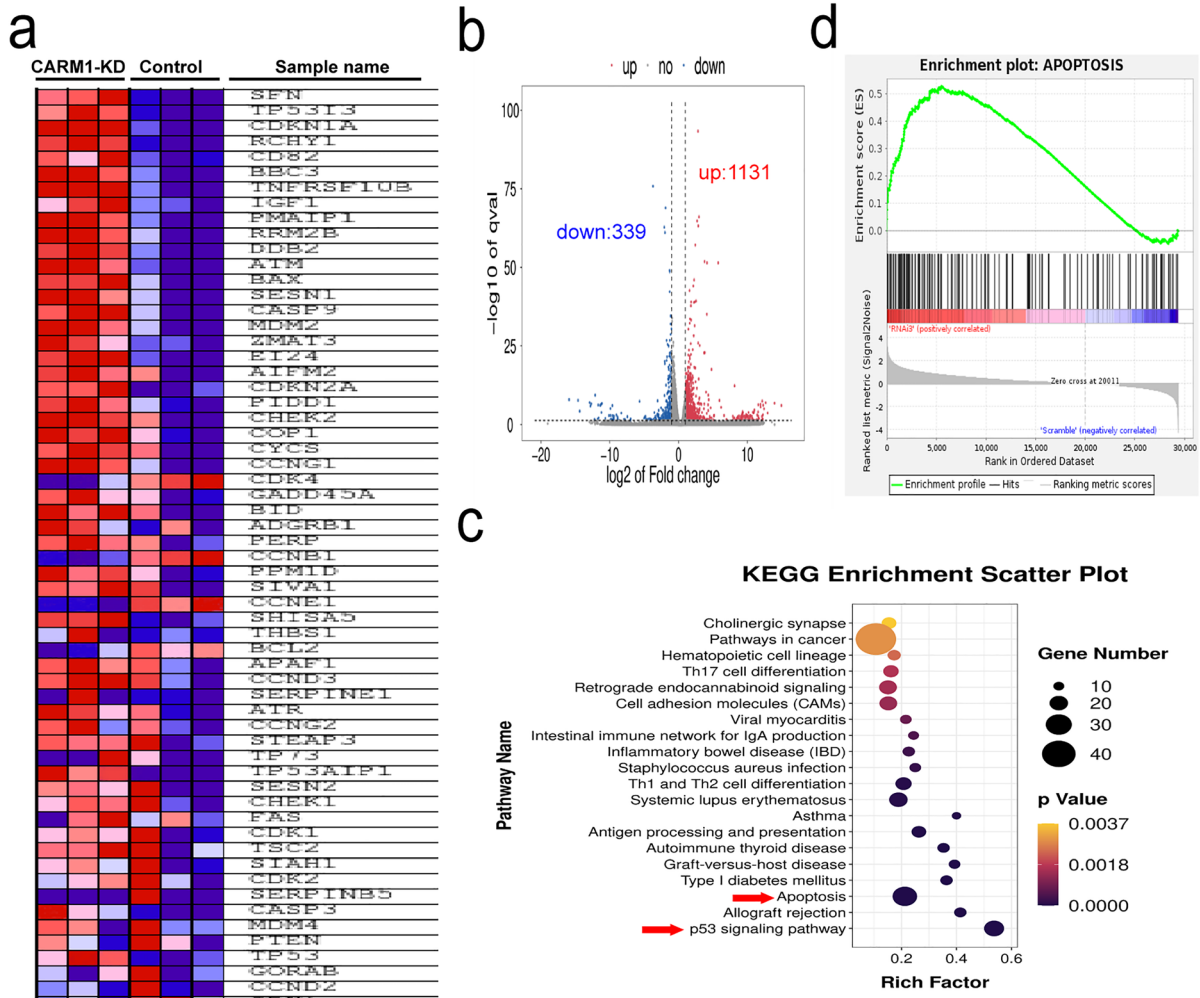 a
CARM1-KD Control Sample name
SFN
TP53I3
CDKN1A
RCHY1
CD82
BBC3
TNFRSF10B
IGF1
PMAIP1
RRM2B
DDB2
ATM
BAX
SESN1
CASP9
MDM2
ZMAT3
EI24
AIFM2
CDKN2A
PIDD1
CHEK2
COP1
CYCS
CCNG1
CDK4
GADD45A
BID
ADGRB1
PERP
CCNB1
PPM1D
SIVA1
CCNE1
SHISA5
THBS1
BCL2
APAF1
CCND3
SERPINE1
ATR
CCNG2
STEAP3
TP73
TP53AIP1
SESN2
CHEK1
FAS
CDK1
TSC2
SIAH1
CDK2
SERPINB5
CASP3
MDM4
PTEN
TP53
GORAB
CCND2
b
up no down
−log10 of qval
100
75
50
25
0
up:1131
down:339
−20 −10 0 10
log2 of Fold change
d
Enrichment plot: APOPTOSIS
Enrichment score (ES)
0.5
0.4
0.3
0.2
0.1
0.0
'RNAi3' (positively correlated)
Ranked list metric (Signal2Noise)
4
2
0
-2
-4
Zero cross at 20011
'Scramble' (negatively correlated)
0 5,000 10,000 15,000 20,000 25,000 30,000
Rank in Ordered Dataset
Enrichment profile Hits Ranking metric scores
c
KEGG Enrichment Scatter Plot
Pathway Name
Cholinergic synapse
Pathways in cancer
Hematopoietic cell lineage
Th17 cell differentiation
Retrograde endocannabinoid signaling
Cell adhesion molecules (CAMs)
Viral myocarditis
Intestinal immune network for IgA production
Inflammatory bowel disease (IBD)
Staphylococcus aureus infection
Th1 and Th2 cell differentiation
Systemic lupus erythematosus
Asthma
Antigen processing and presentation
Autoimmune thyroid disease
Graft-versus-host disease
Type I diabetes mellitus
Apoptosis
Allograft rejection
p53 signaling pathway
0.2 0.4 0.6
Rich Factor
Gene Number
10
20
30
40
p Value
0.0037
0.0018
0.0000